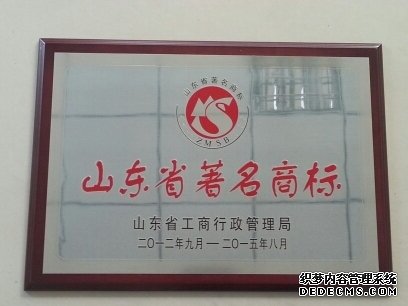 山东省著名商标
ZMSB
山东省著名商标
山东省工商行政管理局
二〇一二年九月—二〇一五年八月
织梦内容管理系统
DEDECMS.COM